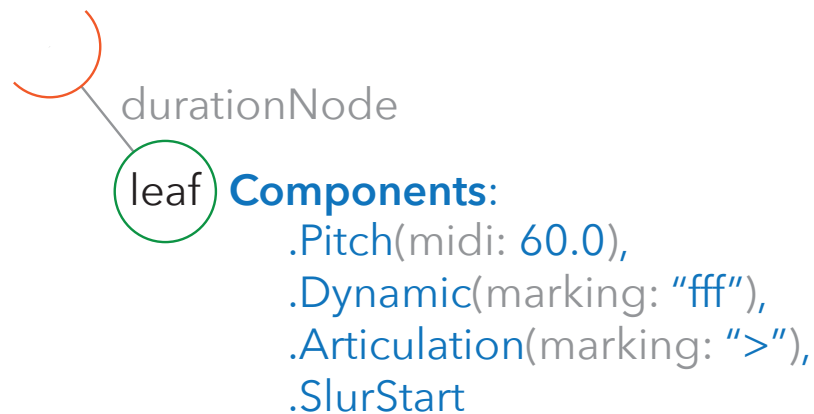 durationNode
leaf Components:
.Pitch(midi: 60.0),
.Dynamic(marking: “fff”),
.Articulation(marking: “>”),
.SlurStart